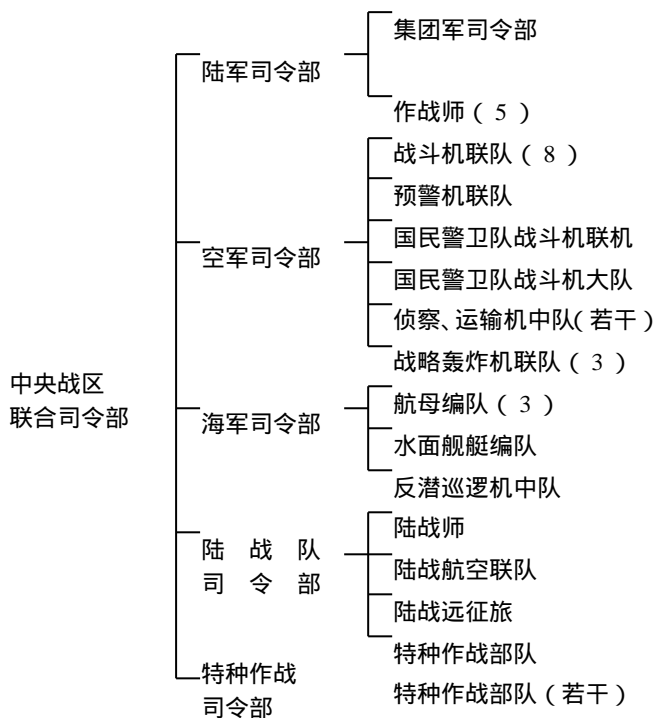 集团军司令部
陆军司令部
作战师（5）
战斗机联队（8）
预警机联队
国民警卫队战斗机联机
空军司令部
国民警卫队战斗机大队
侦察、运输机中队（若干）
战略轰炸机联队（3）
中央战区
联合司令部
航母编队（3）
海军司令部
水面舰艇编队
反潜巡逻机中队
陆战师
陆战队
司令部
陆战航空联队
陆战远征旅
特种作战部队
特种作战
司令部
特种作战部队（若干）